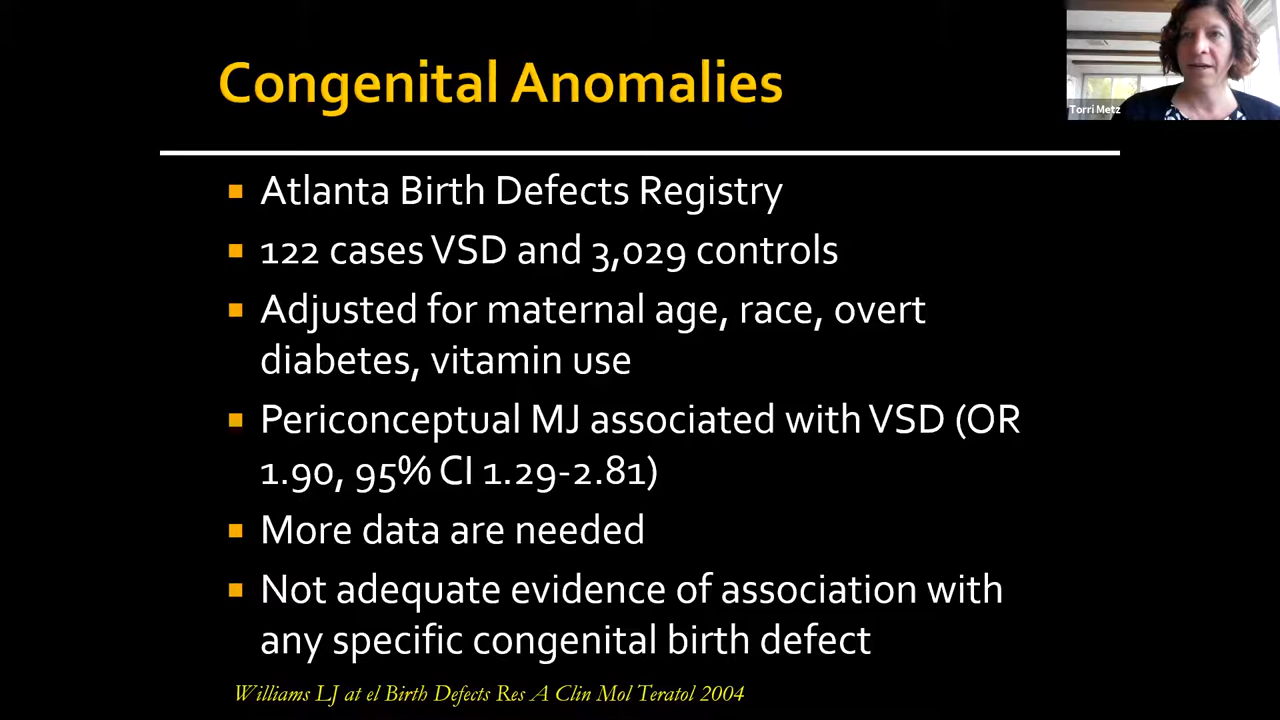 Congenital Anomalies
Torri Metz
Atlanta Birth Defects Registry
122 cases VSD and 3,029 controls
Adjusted for maternal age, race, overt
diabetes, vitamin use
Periconceptual MJ associated with VSD (OR
1.90, 95% CI 1.29-2.81)
More data are needed
Not adequate evidence of association with
any specific congenital birth defect
Williams LJ at el Birth Defects Res A Clin Mol Teratol 2004